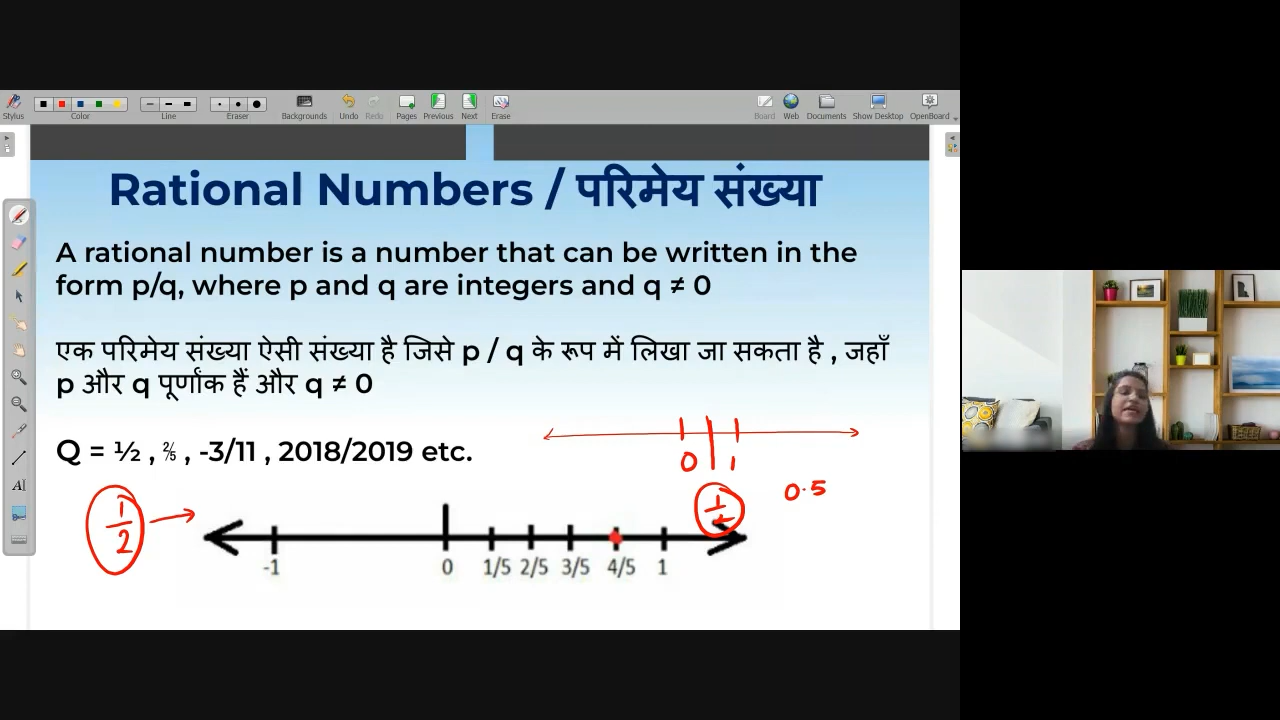 Stylus Color Line Eraser Backgrounds Undo Redo Pages Previous Next Erase Board Web Documents Show Desktop OpenBoard
Rational Numbers / परिमेय संख्या
A rational number is a number that can be written in the
form p/q, where p and q are integers and q ≠ 0
एक परिमेय संख्या ऐसी संख्या है जिसे p / q के रूप में लिखा जा सकता है , जहाँ
p और q पूर्णांक हैं और q ≠ 0
Q = ½ , ⅖ , -3/11 , 2018/2019 etc.
0 1
0.5
1/2
-1 0 1/5 2/5 3/5 4/5 1